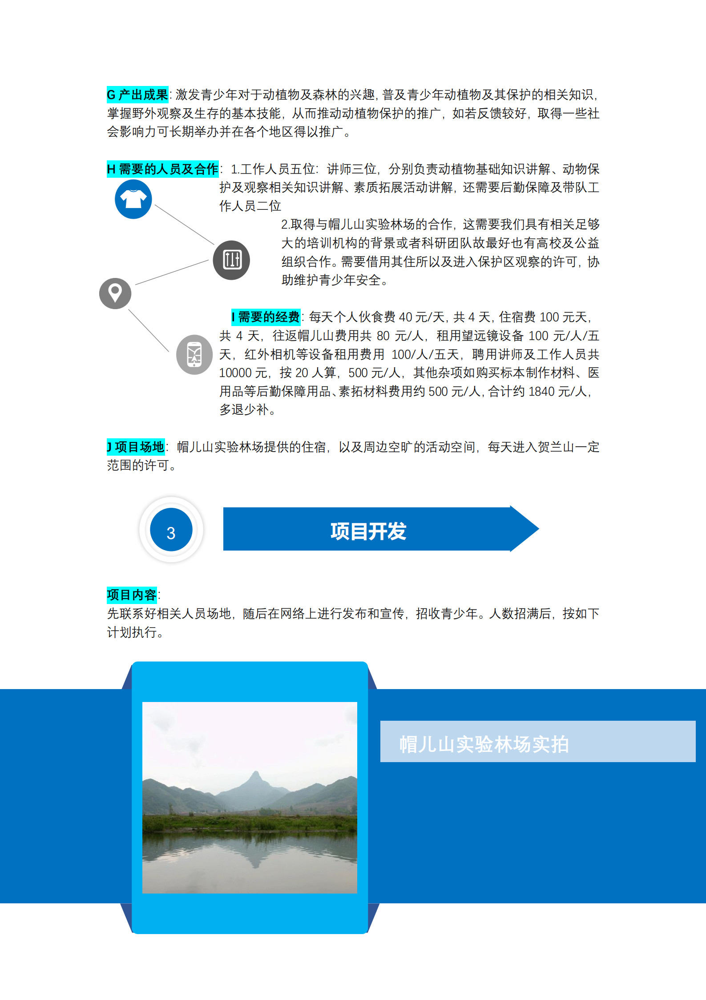 G 产出成果：激发青少年对于动植物及森林的兴趣，普及青少年动植物及其保护的相关知识，
掌握野外观察及生存的基本技能，从而推动动植物保护的推广，如若反馈较好，取得一些社
会影响力可长期举办并在各个地区得以推广。
H 需要的人员及合作：1.工作人员五位：讲师三位，分别负责动植物基础知识讲解、动物保
护及观察相关知识讲解、素质拓展活动讲解，还需要后勤保障及带队工
作人员二位
2.取得与帽儿山实验林场的合作，这需要我们具有相关足够
大的培训机构的背景或者科研团队故最好也有高校及公益
组织合作。需要借用其住所以及进入保护区观察的许可，协
助维护青少年安全。
I 需要的经费：每天个人伙食费 40 元/天，共 4 天，住宿费 100 元天，
共 4 天，往返帽儿山费用共 80 元/人，租用望远镜设备 100 元/人/五
天，红外相机等设备租用费用 100/人/五天，聘用讲师及工作人员共
10000 元，按 20 人算，500 元/人，其他杂项如购买标本制作材料、医
用品等后勤保障用品、素拓材料费用约 500 元/人，合计约 1840 元/人，
多退少补。
J 项目场地：帽儿山实验林场提供的住宿，以及周边空旷的活动空间，每天进入贺兰山一定
范围的许可。
3
项目开发
项目内容：
先联系好相关人员场地，随后在网络上进行发布和宣传，招收青少年。人数招满后，按如下
计划执行。
帽儿山实验林场实拍